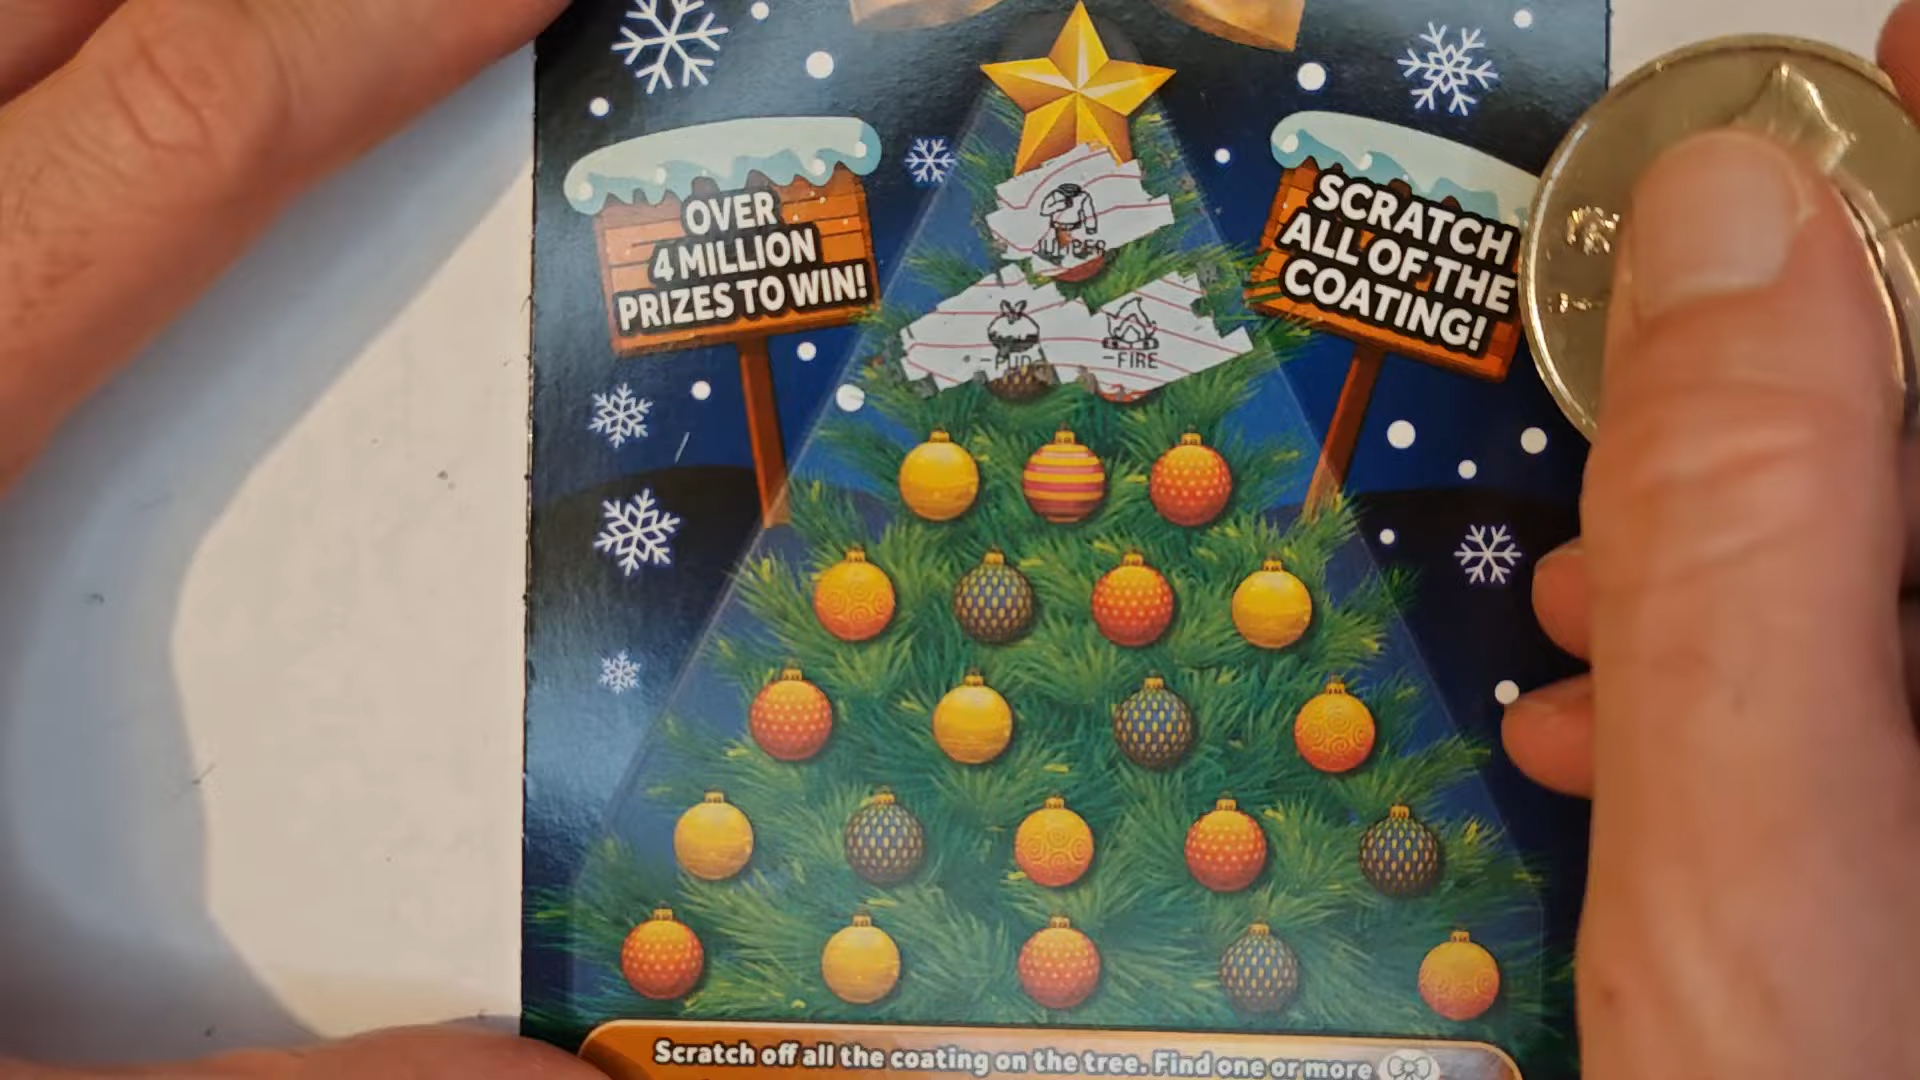 OVER
4 MILLION
PRIZES TO WIN!
SCRATCH
ALL OF THE
COATING!
JUMPER
-PUD
-FIRE
Scratch off all the coating on the tree. Find one or more